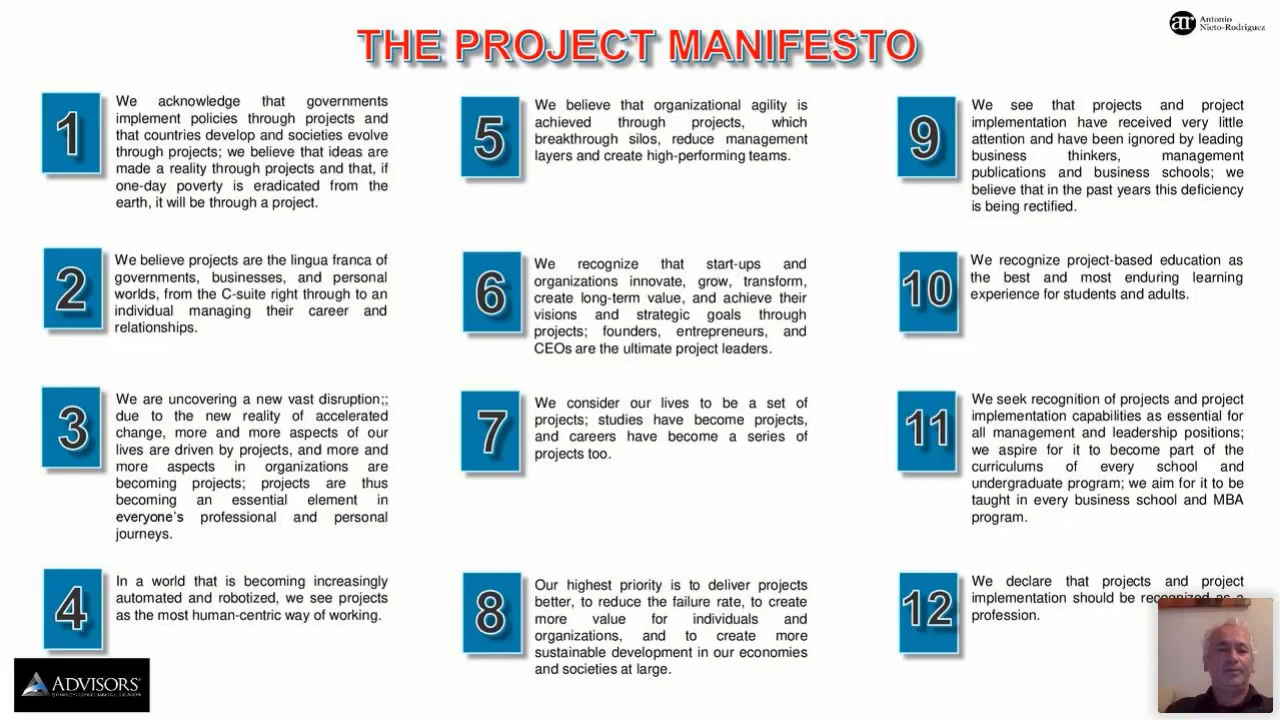 ar Antonio
Nieto-Rodriguez
THE PROJECT MANIFESTO
1
We acknowledge that governments
implement policies through projects and
that countries develop and societies evolve
through projects; we believe that ideas are
made a reality through projects and that, if
one-day poverty is eradicated from the
earth, it will be through a project.
2
We believe projects are the lingua franca of
governments, businesses, and personal
worlds, from the C-suite right through to an
individual managing their career and
relationships.
3
We are uncovering a new vast disruption;;
due to the new reality of accelerated
change, more and more aspects of our
lives are driven by projects, and more and
more aspects in organizations are
becoming projects; projects are thus
becoming an essential element in
everyone's professional and personal
journeys.
4
In a world that is becoming increasingly
automated and robotized, we see projects
as the most human-centric way of working.
5
We believe that organizational agility is
achieved through projects, which
breakthrough silos, reduce management
layers and create high-performing teams.
6
We recognize that start-ups and
organizations innovate, grow, transform,
create long-term value, and achieve their
visions and strategic goals through
projects; founders, entrepreneurs, and
CEOs are the ultimate project leaders.
7
We consider our lives to be a set of
projects; studies have become projects,
and careers have become a series of
projects too.
8
Our highest priority is to deliver projects
better, to reduce the failure rate, to create
more value for individuals and
organizations, and to create more
sustainable development in our economies
and societies at large.
9
We see that projects and project
implementation have received very little
attention and have been ignored by leading
business thinkers, management
publications and business schools; we
believe that in the past years this deficiency
is being rectified.
10
We recognize project-based education as
the best and most enduring learning
experience for students and adults.
11
We seek recognition of projects and project
implementation capabilities as essential for
all management and leadership positions;
we aspire for it to become part of the
curriculums of every school and
undergraduate program; we aim for it to be
taught in every business school and MBA
program.
12
We declare that projects and project
implementation should be recognized as a
profession.
ADVISORS